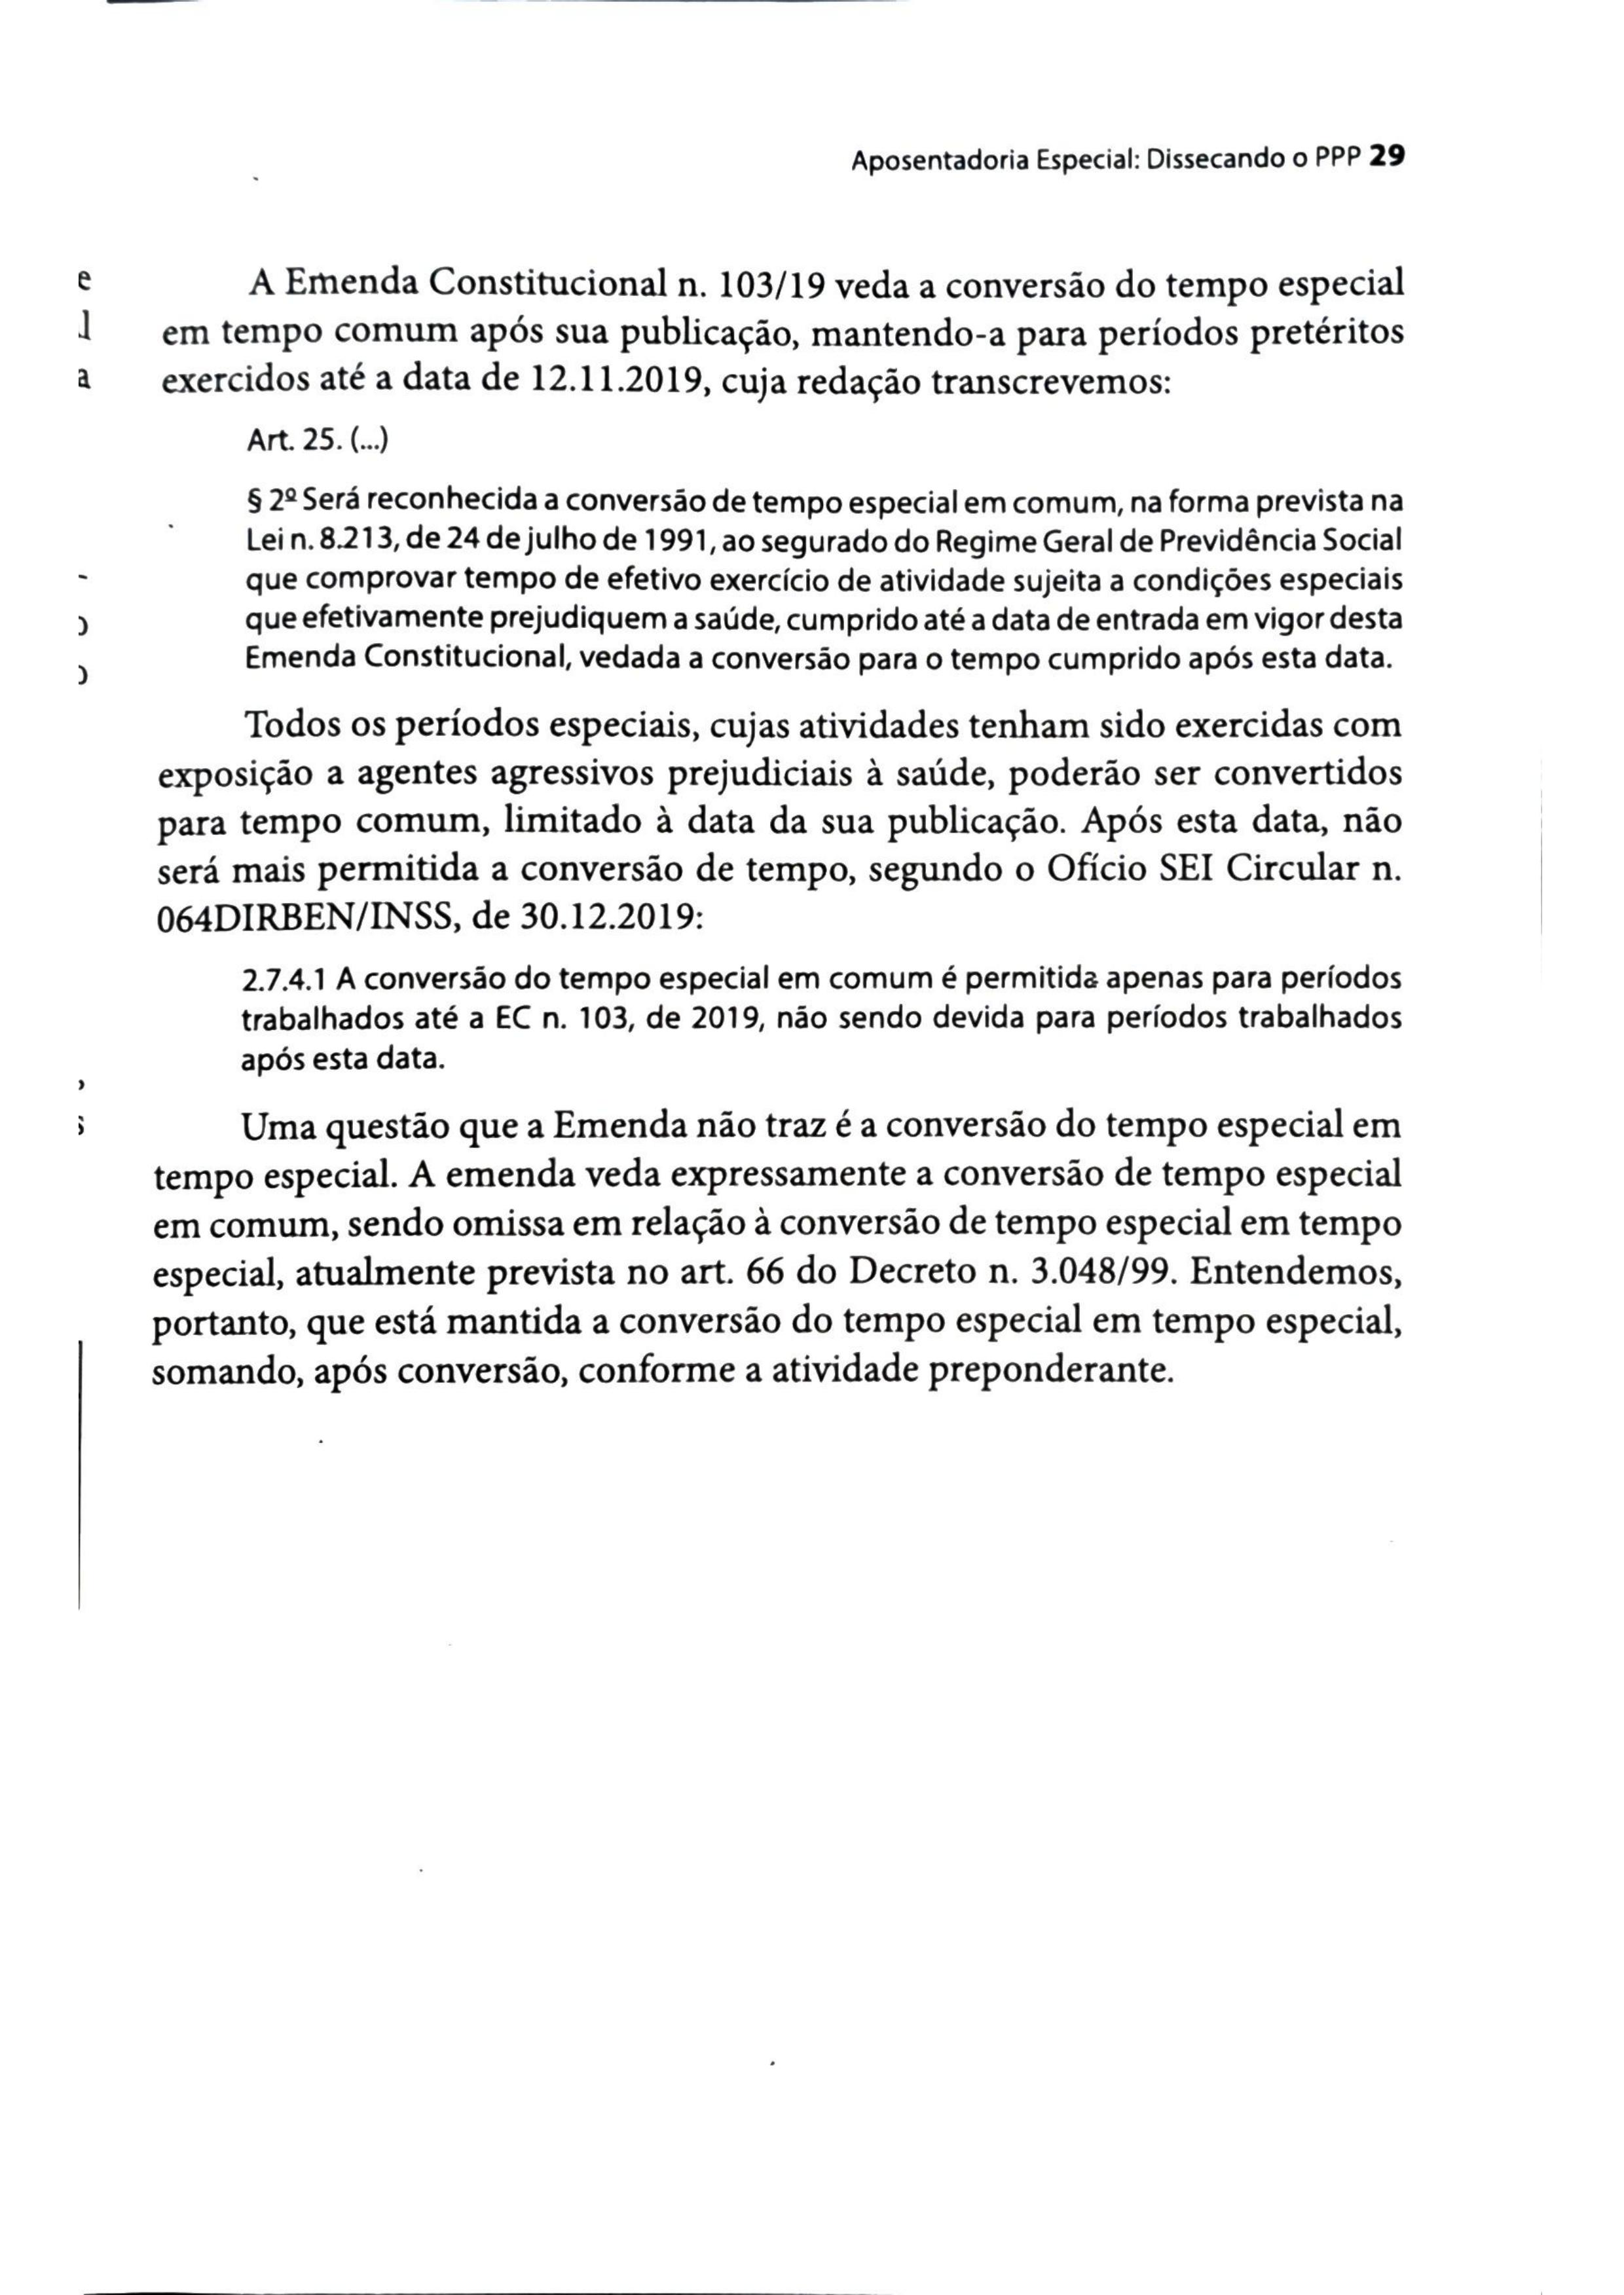 Aposentadoria Especial: Dissecando o PPP 29
A Emenda Constitucional n. 103/19 veda a conversão do tempo especial
em tempo comum após sua publicação, mantendo-a para períodos pretéritos
exercidos até a data de 12.11.2019, cuja redação transcrevemos:
Art. 25. (...)
§ 2º Será reconhecida a conversão de tempo especial em comum, na forma prevista na
Lei n. 8.213, de 24 de julho de 1991, ao segurado do Regime Geral de Previdência Social
que comprovar tempo de efetivo exercício de atividade sujeita a condições especiais
que efetivamente prejudiquem a saúde, cumprido até a data de entrada em vigor desta
Emenda Constitucional, vedada a conversão para o tempo cumprido após esta data.
Todos os períodos especiais, cujas atividades tenham sido exercidas com
exposição a agentes agressivos prejudiciais à saúde, poderão ser convertidos
para tempo comum, limitado à data da sua publicação. Após esta data, não
será mais permitida a conversão de tempo, segundo o Ofício SEI Circular n.
064DIRBEN/INSS, de 30.12.2019:
2.7.4.1 A conversão do tempo especial em comum é permitida apenas para períodos
trabalhados até a EC n. 103, de 2019, não sendo devida para períodos trabalhados
após esta data.
Uma questão que a Emenda não traz é a conversão do tempo especial em
tempo especial. A emenda veda expressamente a conversão de tempo especial
em comum, sendo omissa em relação à conversão de tempo especial em tempo
especial, atualmente prevista no art. 66 do Decreto n. 3.048/99. Entendemos,
portanto, que está mantida a conversão do tempo especial em tempo especial,
somando, após conversão, conforme a atividade preponderante.